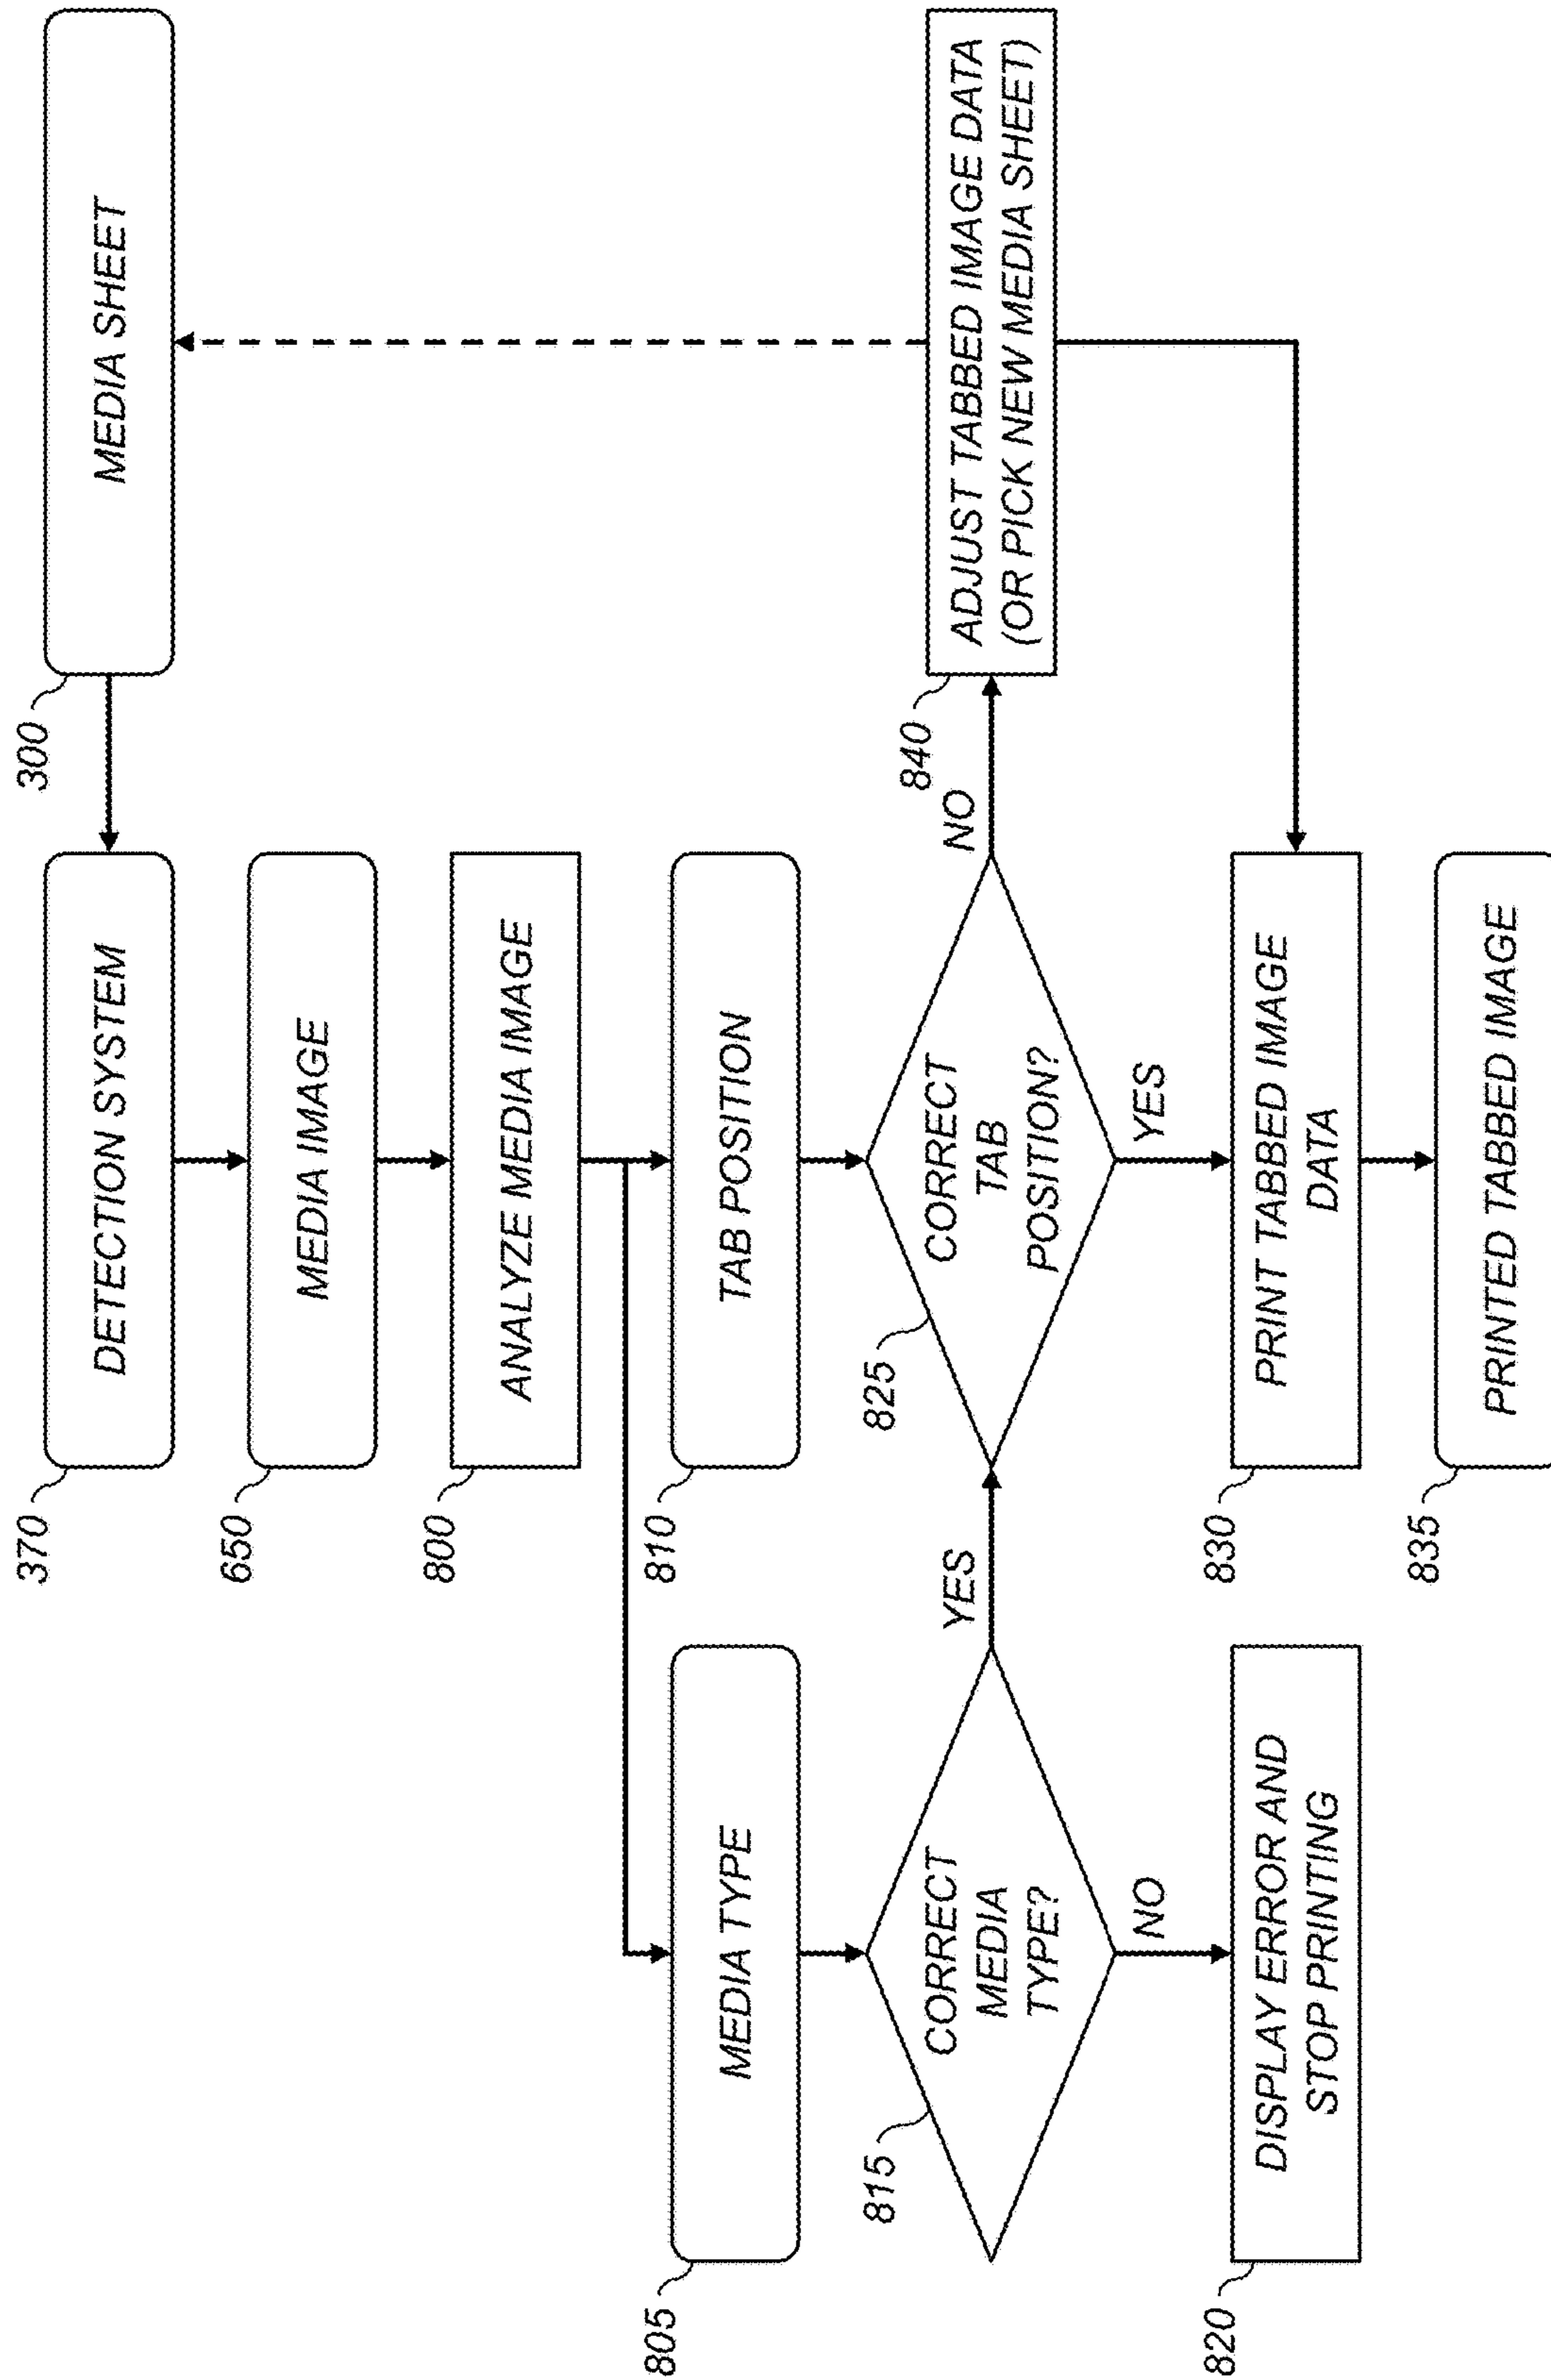 300
MEDIA SHEET
370
DETECTION SYSTEM
650
MEDIA IMAGE
800
ANALYZE MEDIA IMAGE
805
MEDIA TYPE
810
TAB POSITION
815
CORRECT
MEDIA
TYPE?
YES
NO
825
CORRECT
TAB
POSITION?
NO
YES
840
ADJUST TABBED IMAGE DATA
(OR PICK NEW MEDIA SHEET)
820
DISPLAY ERROR AND
STOP PRINTING
830
PRINT TABBED IMAGE
DATA
835
PRINTED TABBED IMAGE